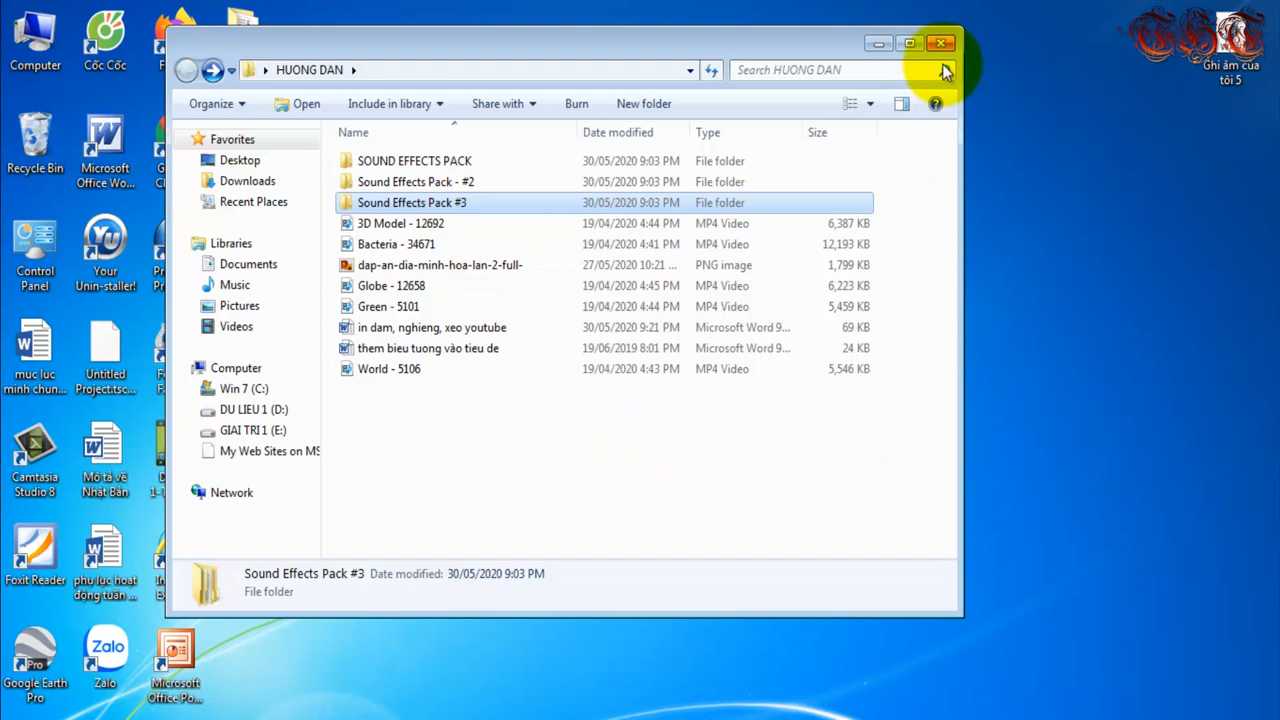 Computer
Cốc Cốc
Recycle Bin
Microsoft
Office Wo...
Control
Panel
Your
Unin-staller!
muc luc
minh chun...
Untitled
Project.tsc...
Camtasia
Studio 8
Mô tả về
Nhật Bản
Foxit Reader
phụ lục hoạt
động tuần ...
Google Earth
Pro
Zalo
Zalo
Microsoft
Office Po...
HUONG DAN
Search HUONG DAN
Organize
Open
Include in library
Share with
Burn
New folder
Favorites
Desktop
Downloads
Recent Places
Libraries
Documents
Music
Pictures
Videos
Computer
Win 7 (C:)
DU LIEU 1 (D:)
GIAI TRI 1 (E:)
My Web Sites on MS
Network
Name Date modified Type Size
SOUND EFFECTS PACK 30/05/2020 9:03 PM File folder
Sound Effects Pack - #2 30/05/2020 9:03 PM File folder
Sound Effects Pack #3 30/05/2020 9:03 PM File folder
3D Model - 12692 19/04/2020 4:44 PM MP4 Video 6,387 KB
Bacteria - 34671 19/04/2020 4:41 PM MP4 Video 12,193 KB
dap-an-dia-minh-hoa-lan-2-full- 27/05/2020 10:21 ... PNG image 1,799 KB
Globe - 12658 19/04/2020 4:45 PM MP4 Video 6,223 KB
Green - 5101 19/04/2020 4:44 PM MP4 Video 5,459 KB
in dam, nghieng, xeo youtube 30/05/2020 9:21 PM Microsoft Word 9... 69 KB
them bieu tuong vào tieu de 19/06/2019 8:01 PM Microsoft Word 9... 24 KB
World - 5106 19/04/2020 4:43 PM MP4 Video 5,546 KB
Sound Effects Pack #3 Date modified: 30/05/2020 9:03 PM
File folder
Ghi âm của
tôi 5